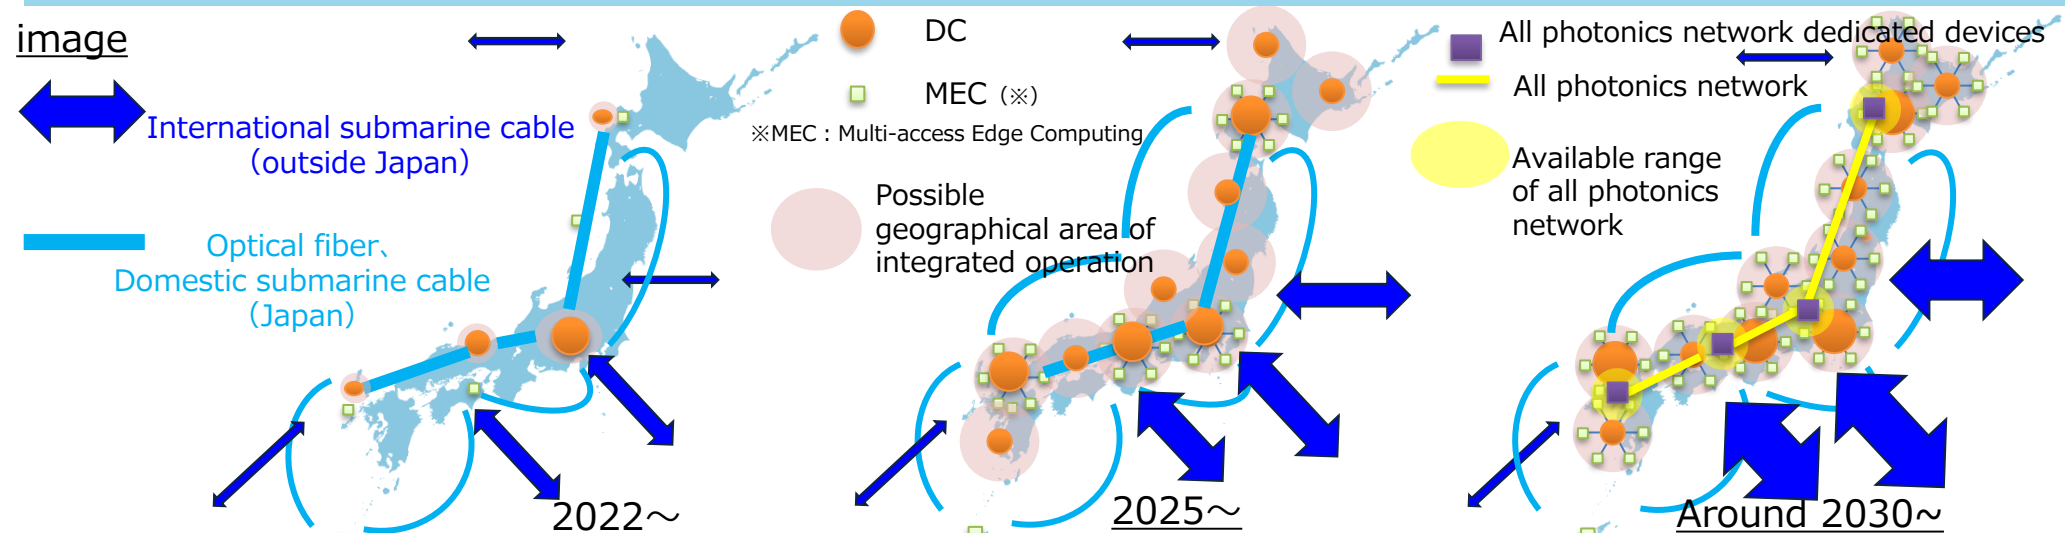 image
International submarine cable
（outside Japan）
Optical fiber、
Domestic submarine cable
（Japan）
2022～
DC
MEC （※）
※MEC : Multi-access Edge Computing
Possible
geographical area of
integrated operation
2025～
All photonics network dedicated devices
All photonics network
Available range
of all photonics
network
Around 2030~